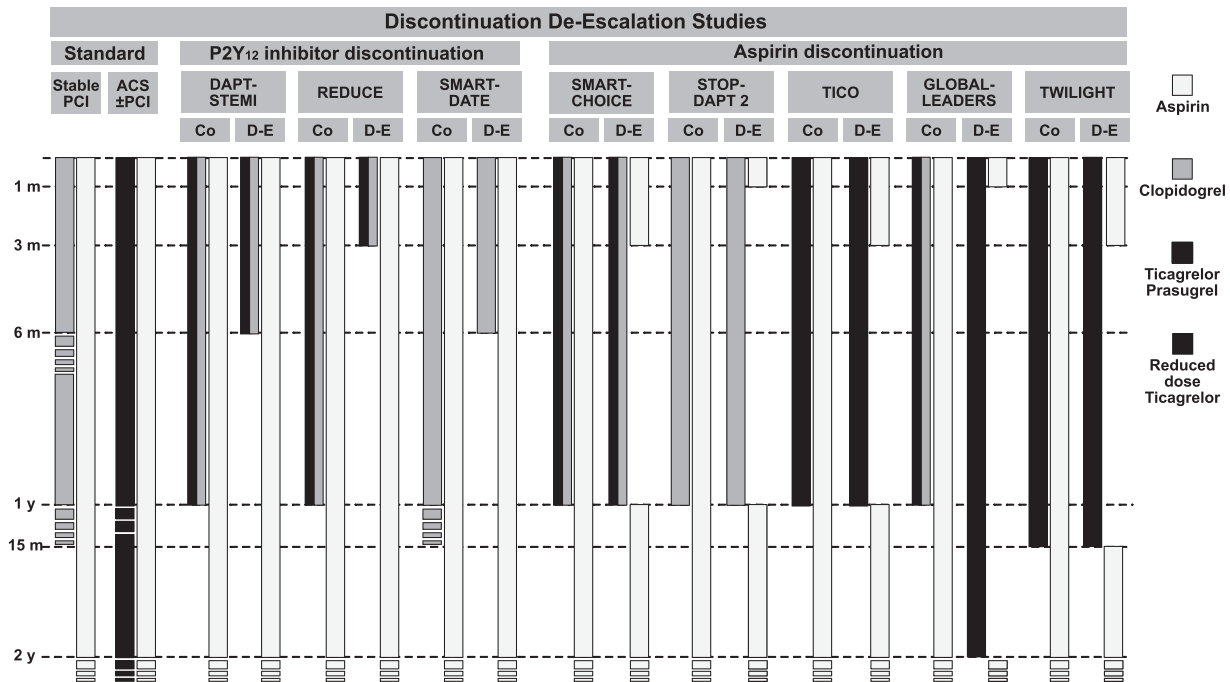 Discontinuation De-Escalation Studies
Standard
P2Y12 inhibitor discontinuation
Aspirin discontinuation
Stable
PCI
ACS
±PCI
DAPT-
STEMI
REDUCE
SMART-
DATE
SMART-
CHOICE
STOP-
DAPT 2
TICO
GLOBAL-
LEADERS
TWILIGHT
Co
D-E
Co
D-E
Co
D-E
Co
D-E
Co
D-E
Co
D-E
Co
D-E
Co
D-E
1 m
3 m
6 m
1 y
15 m
2 y
Aspirin
Clopidogrel
Ticagrelor
Prasugrel
Reduced
dose
Ticagrelor